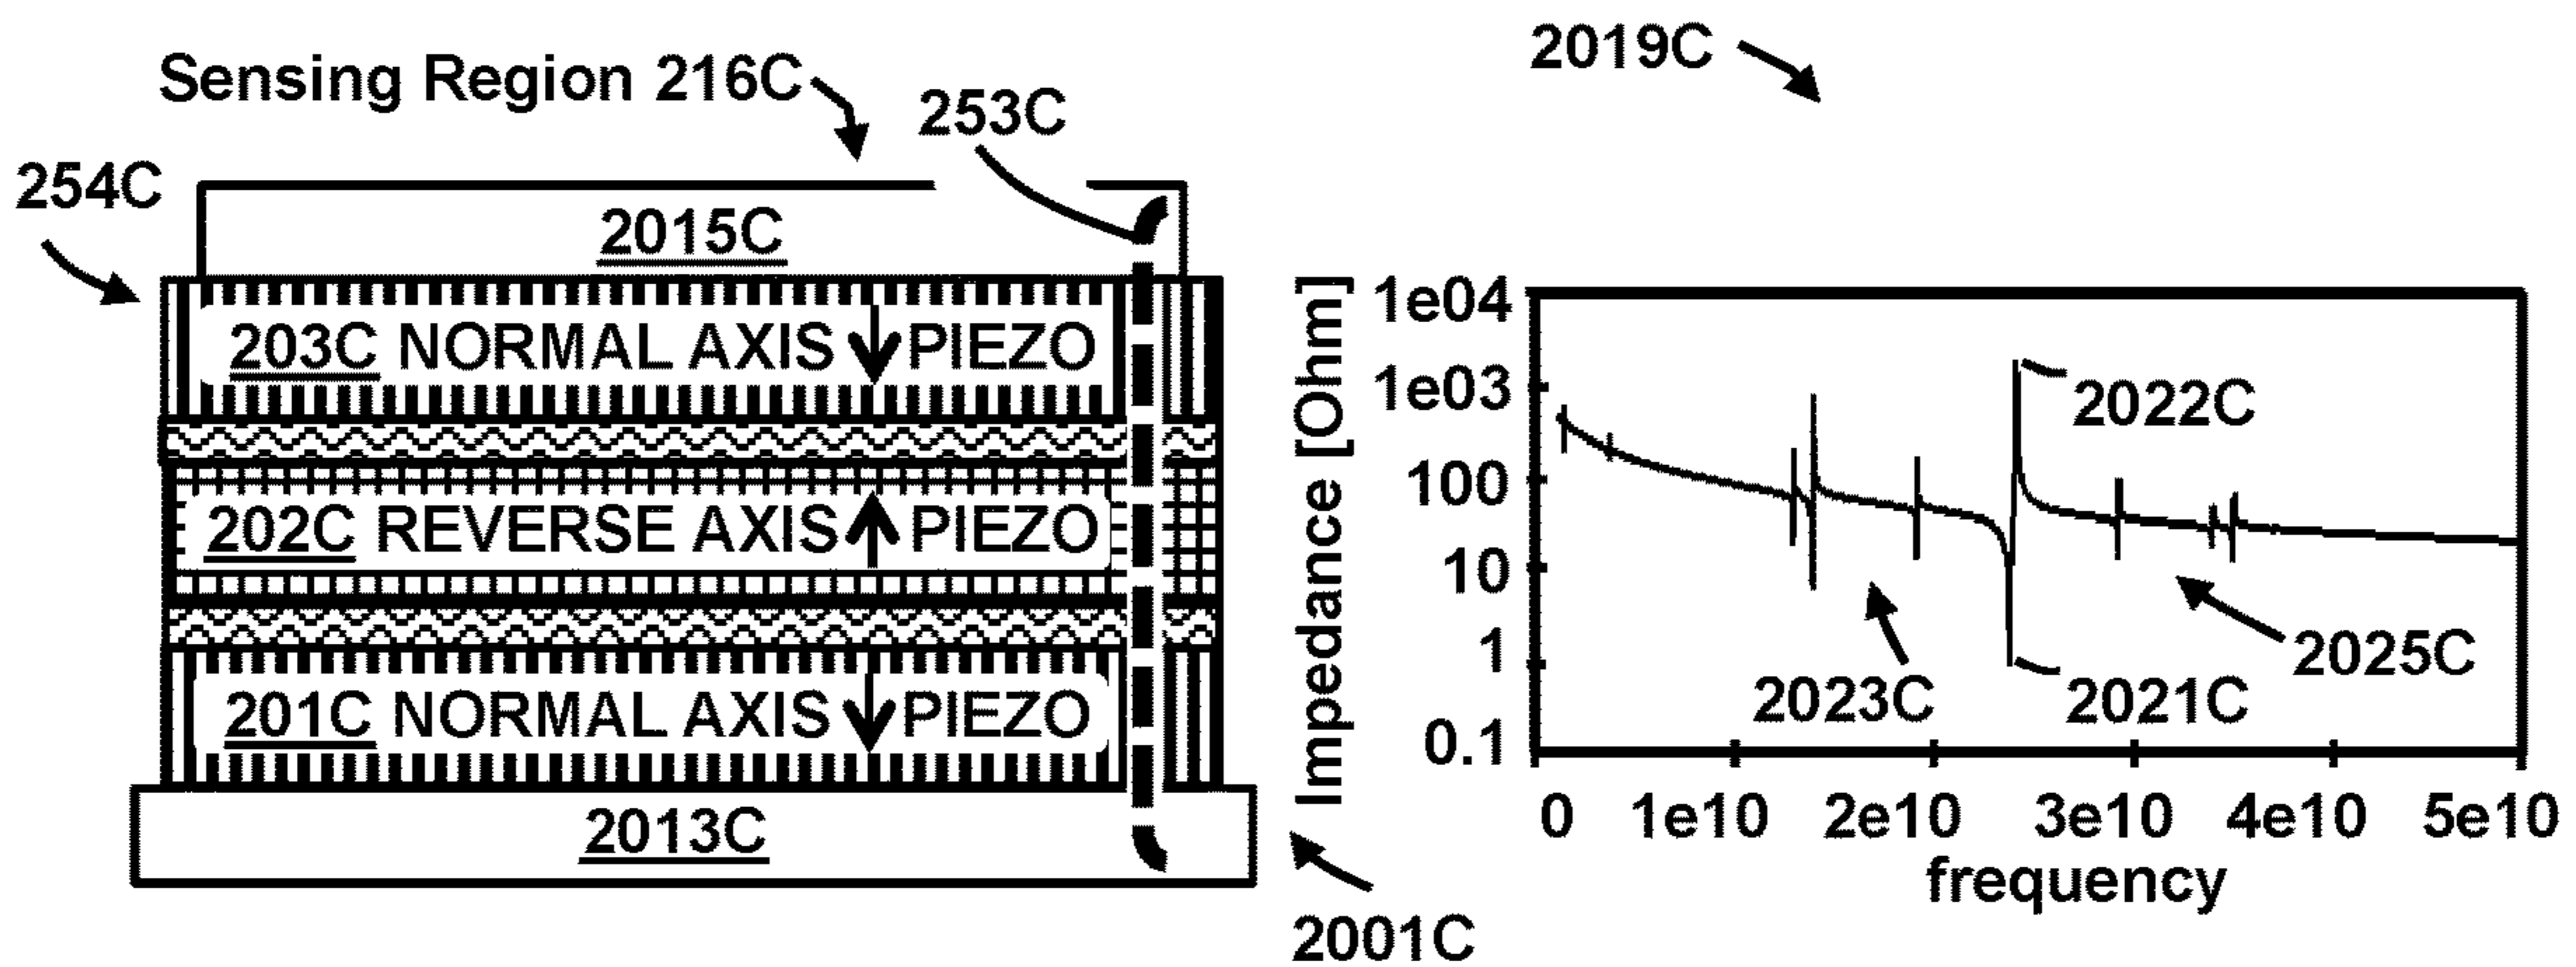 Sensing Region 216C
253C
254C
2015C
203C NORMAL AXIS PIEZO
202C REVERSE AXIS PIEZO
201C NORMAL AXIS PIEZO
2013C
2001C
2019C
Impedance [Ohm]
1e04
1e03
100
10
1
0.1
2022C
2023C
2021C
2025C
0 1e10 2e10 3e10 4e10 5e10
frequency